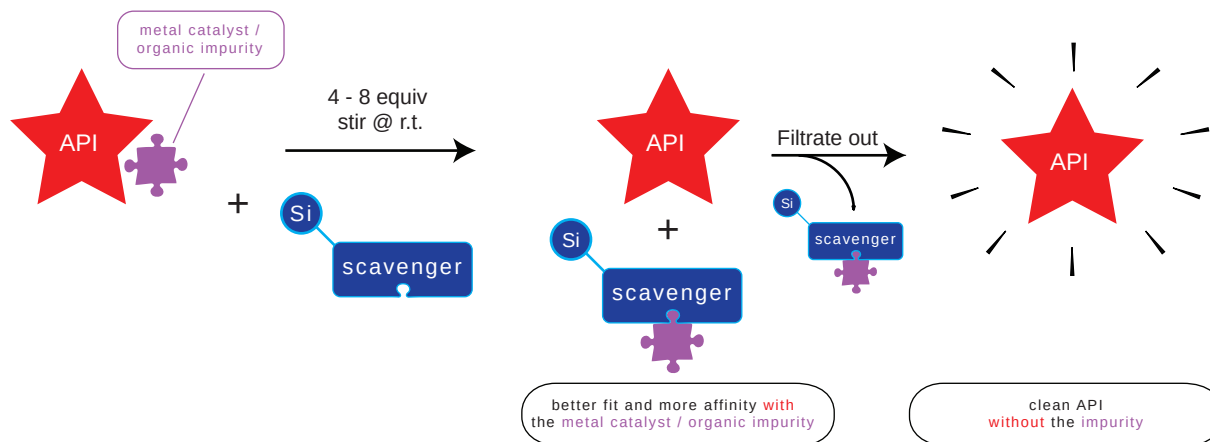 metal catalyst /
organic impurity
API
+
Si
scavenger
4 - 8 equiv
stir @ r.t.
API
+
Si
scavenger
better fit and more affinity with
the metal catalyst / organic impurity
Filtrate out
Si
scavenger
API
clean API
without the impurity